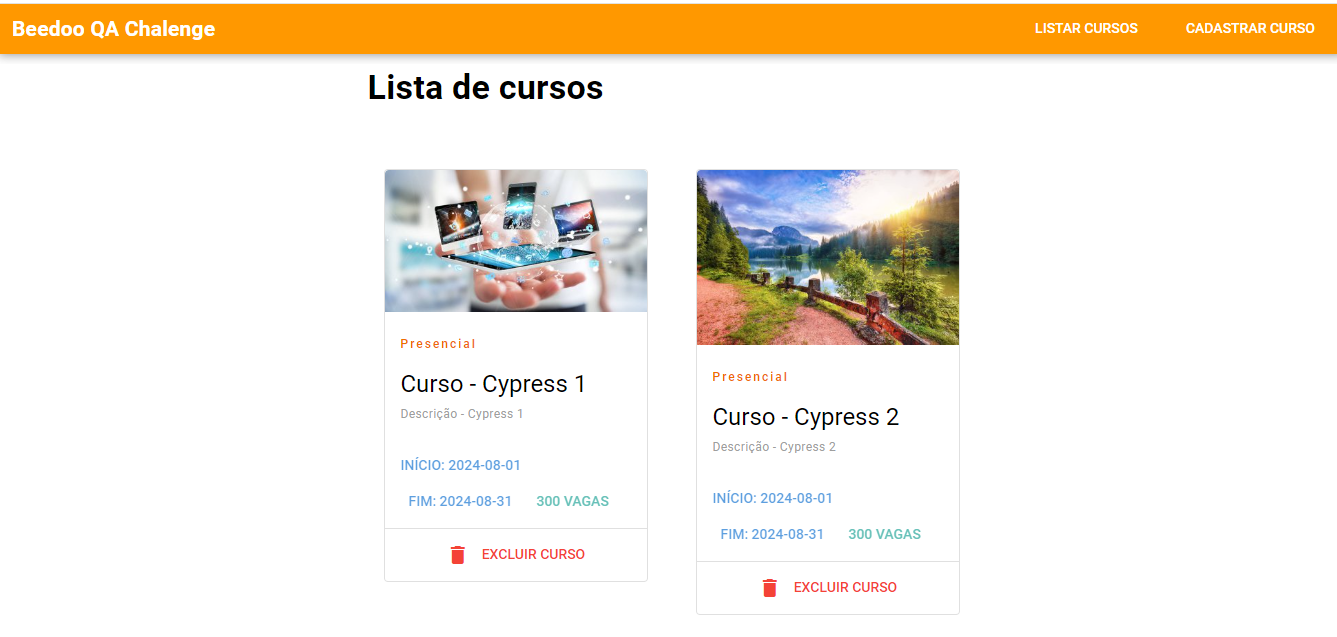 Beedoo QA Chalenge
LISTAR CURSOS
CADASTRAR CURSO
Lista de cursos
Presencial
Curso - Cypress 1
Descrição - Cypress 1
INÍCIO: 2024-08-01
FIM: 2024-08-31
300 VAGAS
EXCLUIR CURSO
Presencial
Curso - Cypress 2
Descrição - Cypress 2
INÍCIO: 2024-08-01
FIM: 2024-08-31
300 VAGAS
EXCLUIR CURSO